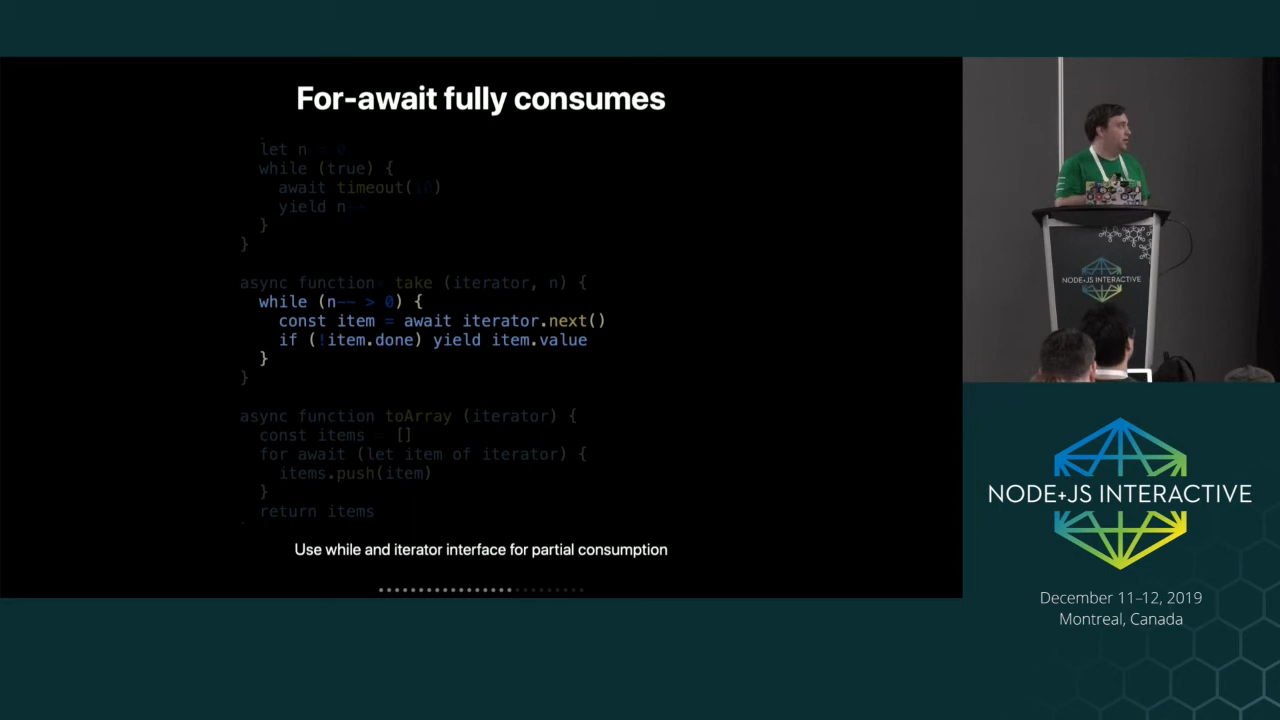 For-await fully consumes
let n = 0
while (true) {
await timeout(10)
yield n++
}
}
async function* take (iterator, n) {
while (n-- > 0) {
const item = await iterator.next()
if (!item.done) yield item.value
}
}
async function toArray (iterator) {
const items = []
for await (let item of iterator) {
items.push(item)
}
return items
Use while and iterator interface for partial consumption
NODE+JS INTERACTIVE
NODE+JS INTERACTIVE
December 11–12, 2019
Montreal, Canada